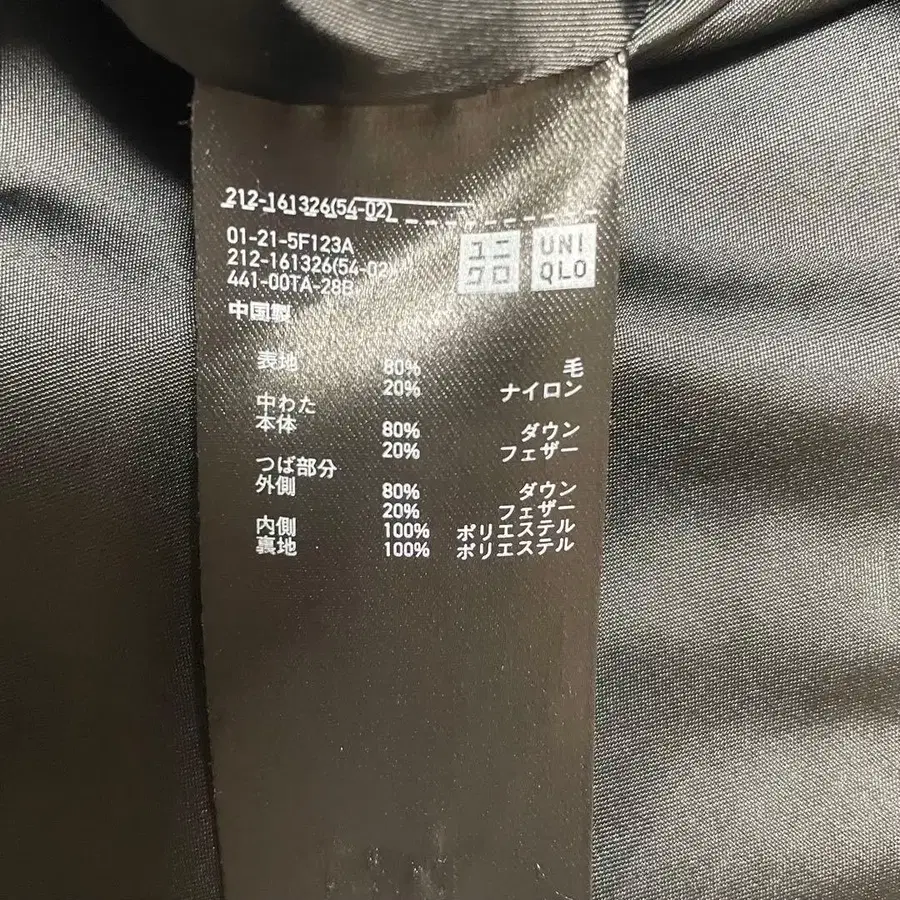 212-161326(54-02)
01-21-5F123A
212-161326(54-02)
441-00TA-28B
中国製
ユニ
クロ
UNI
QLO
表地 80% 毛
20% ナイロン
中わた
本体 80% ダウン
20% フェザー
つば部分
外側 80% ダウン
20% フェザー
内側 100% ポリエステル
裏地 100% ポリエステル